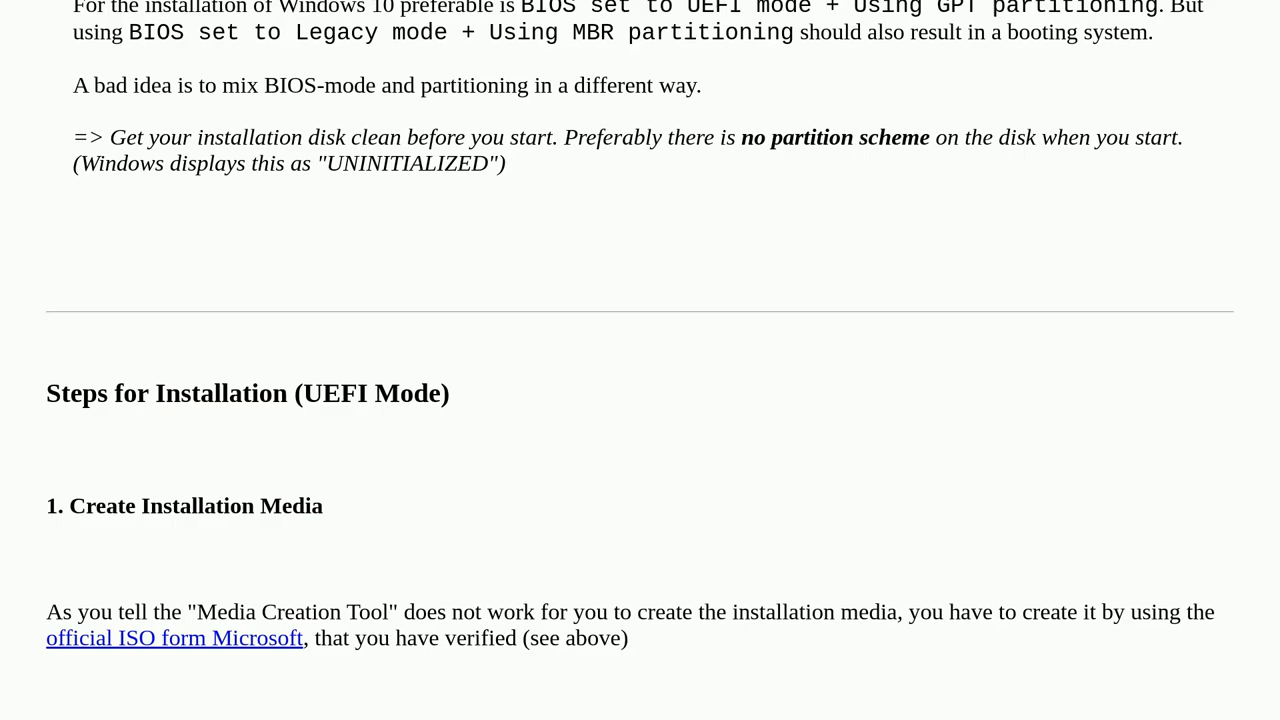 For the installation of Windows 10 preferable is BIOS set to UEFI mode + Using GPT partitioning. But
using BIOS set to Legacy mode + Using MBR partitioning should also result in a booting system.
A bad idea is to mix BIOS-mode and partitioning in a different way.
=> Get your installation disk clean before you start. Preferably there is no partition scheme on the disk when you start.
(Windows displays this as "UNINITIALIZED")
Steps for Installation (UEFI Mode)
1. Create Installation Media
As you tell the "Media Creation Tool" does not work for you to create the installation media, you have to create it by using the
official ISO form Microsoft, that you have verified (see above)